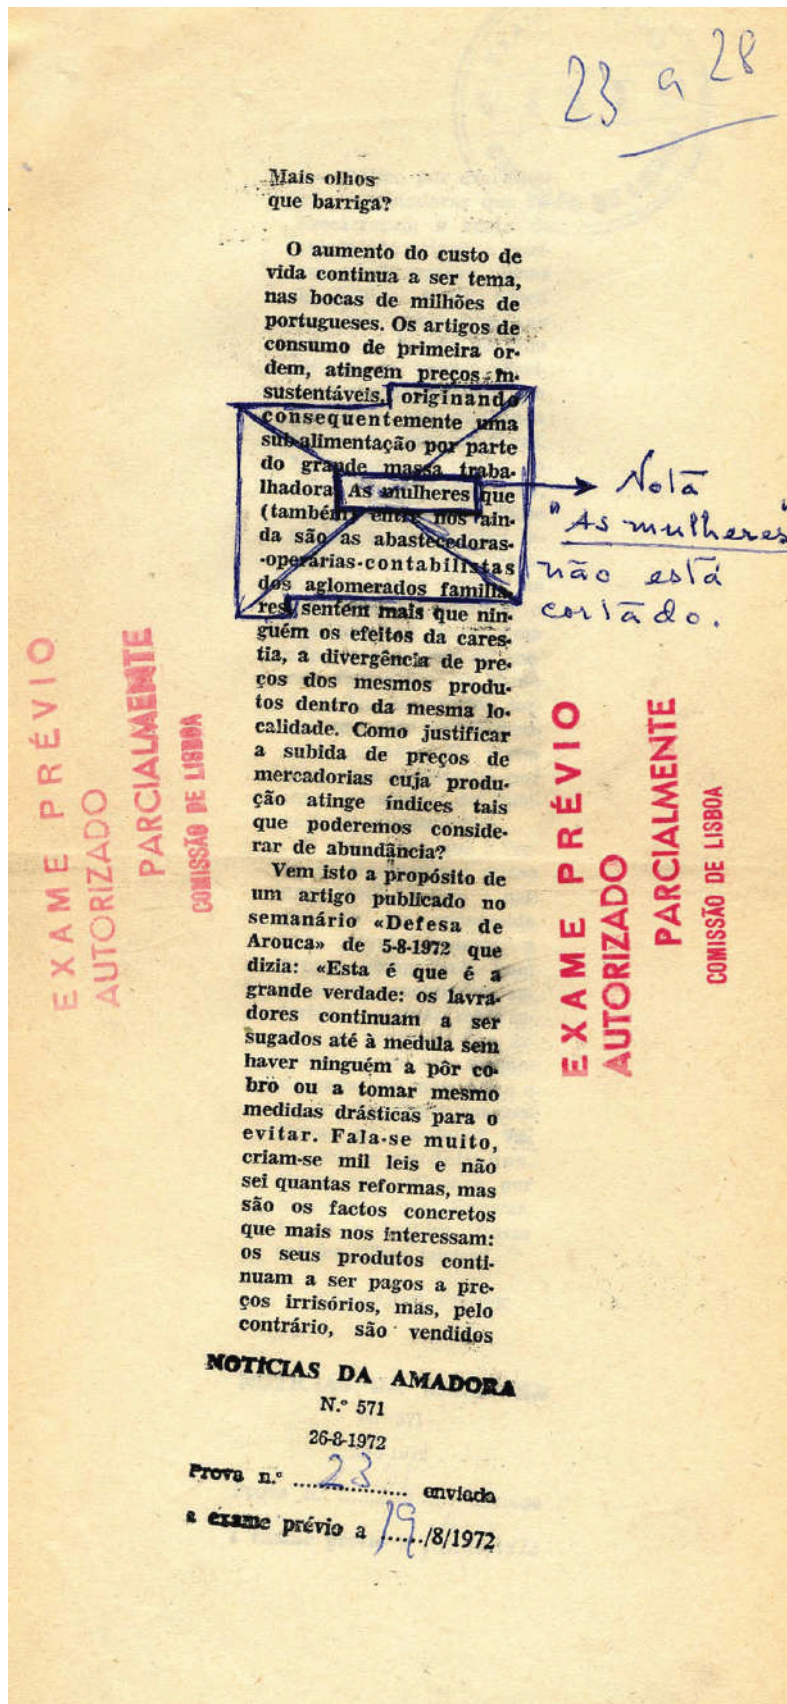 23 a 28
Mais olhos
que barriga?
O aumento do custo de
vida continua a ser tema,
nas bocas de milhões de
portugueses. Os artigos de
consumo de primeira or-
dem, atingem preços in-
sustentáveis, originando
consequentemente uma
sub-alimentação por parte
do grande massa traba-
lhadora. As mulheres que
(também entre nós ain-
da são as abastecedoras-
-operárias-contabilistas
dos aglomerados familia-
res) sentem mais que nin-
guém os efeitos da cares-
tia, a divergência de pre-
ços dos mesmos produ-
tos dentro da mesma lo-
calidade. Como justificar
a subida de preços de
mercadorias cuja produ-
ção atinge índices tais
que poderemos conside-
rar de abundância?
Vem isto a propósito de
um artigo publicado no
semanário «Defesa de
Arouca» de 5-8-1972 que
dizia: «Esta é que é a
grande verdade: os lavra-
dores continuam a ser
sugados até à medula sem
haver ninguém a pôr co-
bro ou a tomar mesmo
medidas drásticas para o
evitar. Fala-se muito,
criam-se mil leis e não
sei quantas reformas, mas
são os factos concretos
que mais nos interessam:
os seus produtos conti-
nuam a ser pagos a pre-
ços irrisórios, mas, pelo
contrário, são vendidos
Nota
"As mulheres"
não está
cortado.
EXAME PRÉVIO
AUTORIZADO
PARCIALMENTE
COMISSÃO DE LISBOA
EXAME PRÉVIO
AUTORIZADO
PARCIALMENTE
COMISSÃO DE LISBOA
NOTÍCIAS DA AMADORA
N.º 571
26-8-1972
Prova n.º 23 enviada
a exame prévio a 19/8/1972